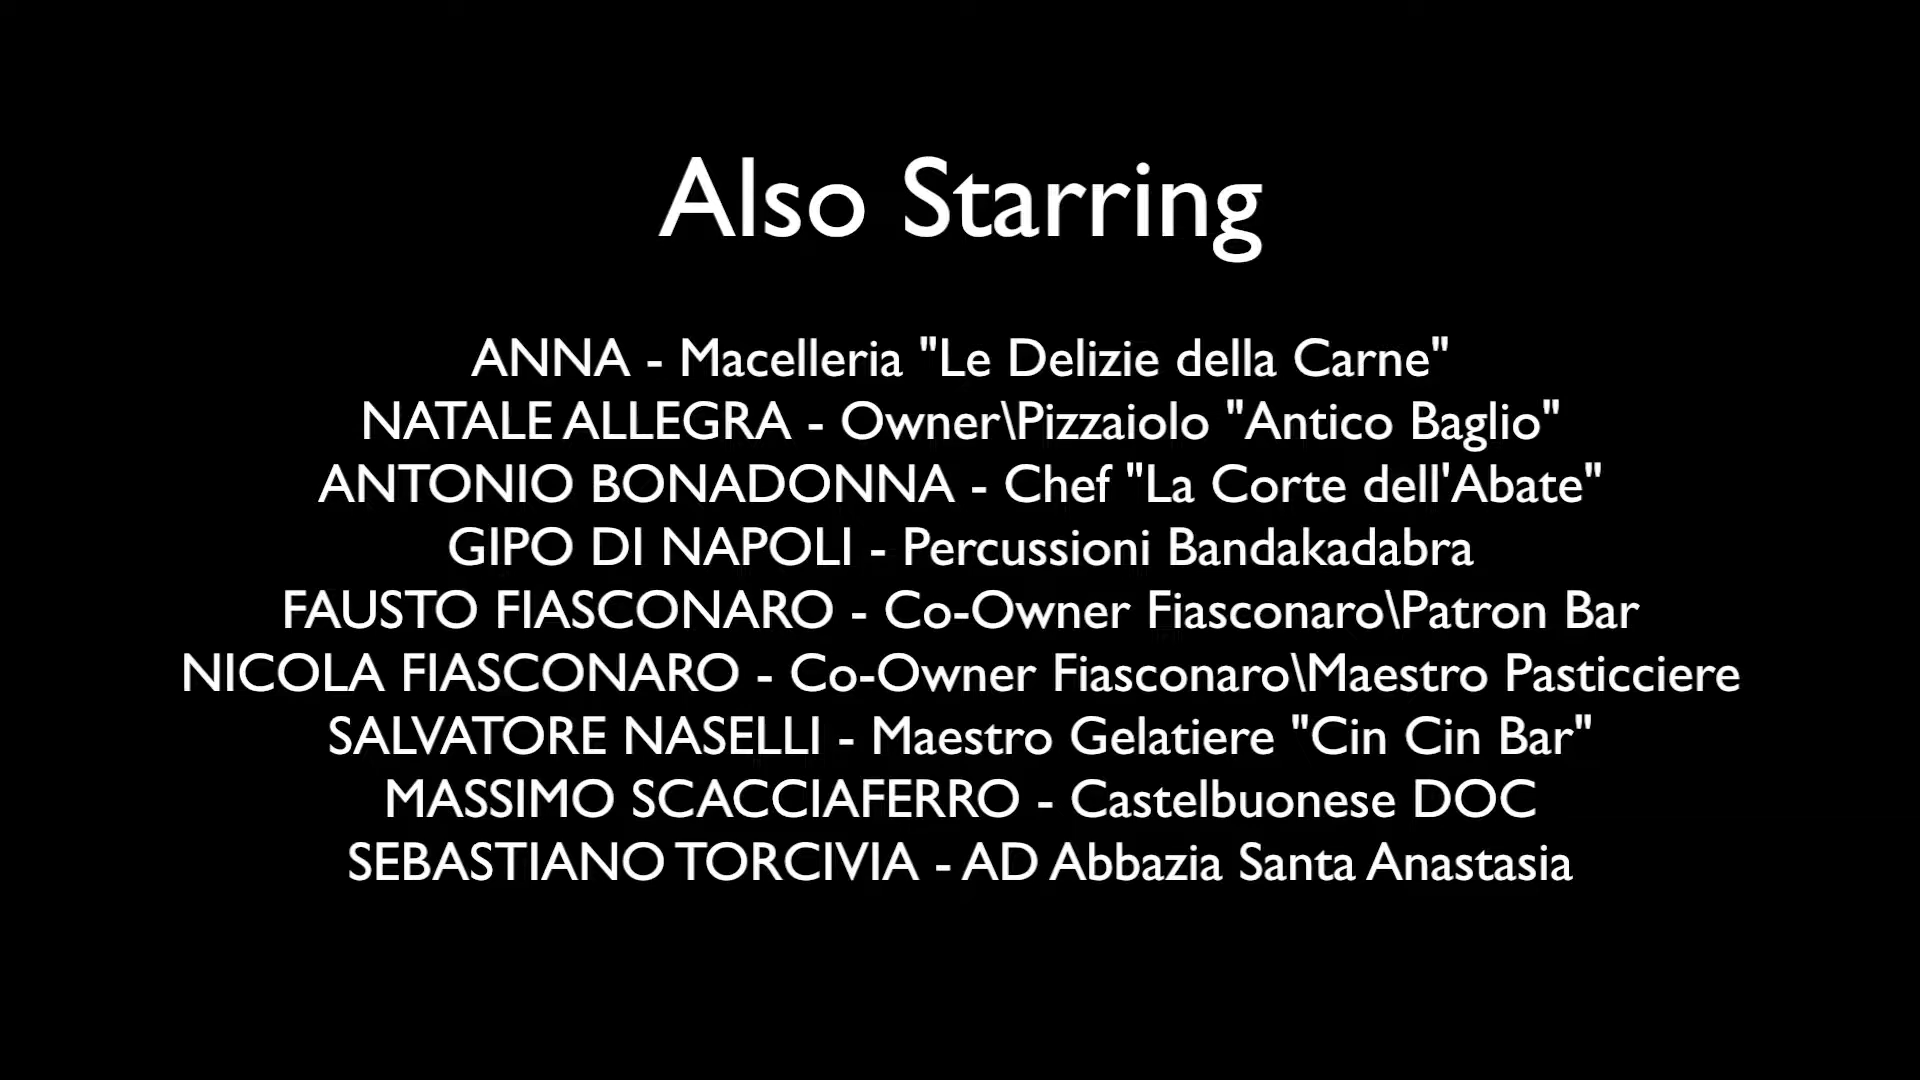 Also Starring
ANNA - Macelleria "Le Delizie della Carne"
NATALE ALLEGRA - Owner\Pizzaiolo "Antico Baglio"
ANTONIO BONADONNA - Chef "La Corte dell'Abate"
GIPO DI NAPOLI - Percussioni Bandakadabra
FAUSTO FIASCONARO - Co-Owner Fiasconaro\Patron Bar
NICOLA FIASCONARO - Co-Owner Fiasconaro\Maestro Pasticciere
SALVATORE NASELLI - Maestro Gelatiere "Cin Cin Bar"
MASSIMO SCACCIAFERRO - Castelbuonese DOC
SEBASTIANO TORCIVIA - AD Abbazia Santa Anastasia